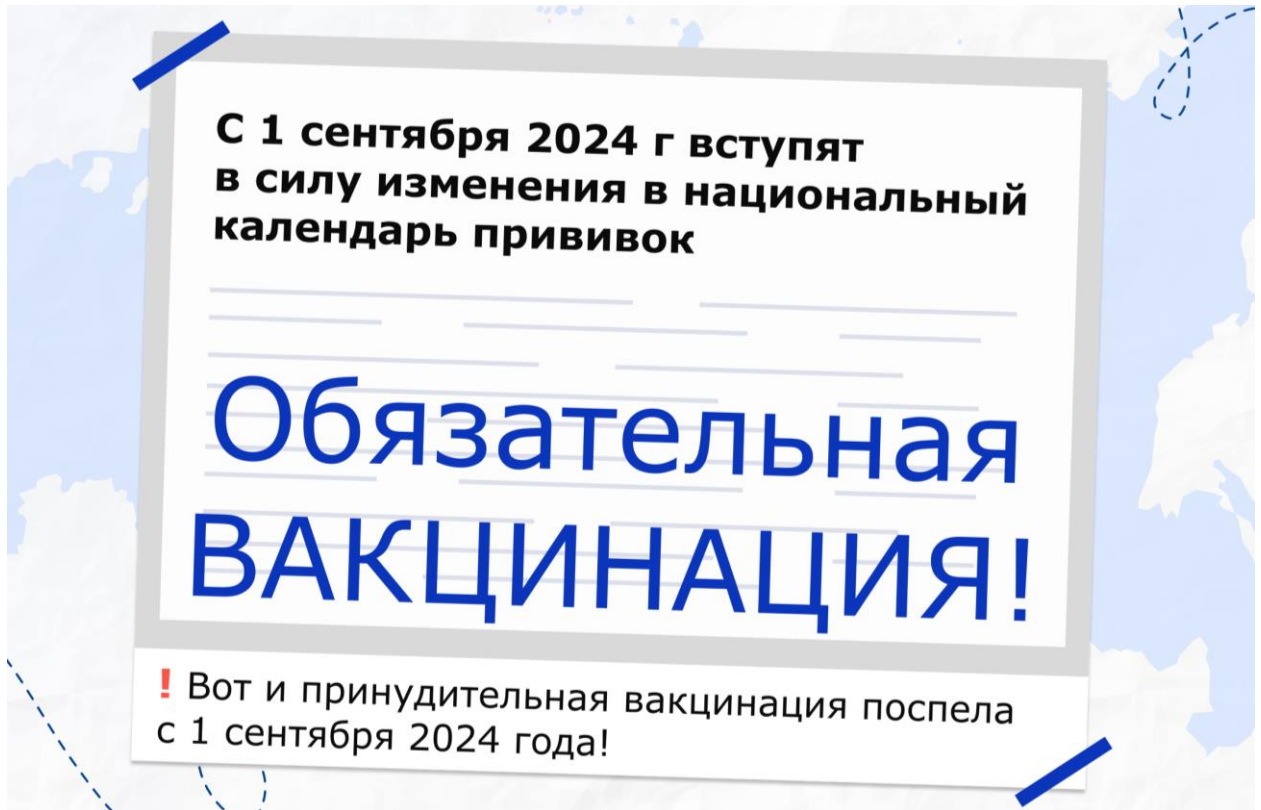 С 1 сентября 2024 г вступят
в силу изменения в национальный
календарь прививок
Обязательная
ВАКЦИНАЦИЯ!
! Вот и принудительная вакцинация поспела
с 1 сентября 2024 года!